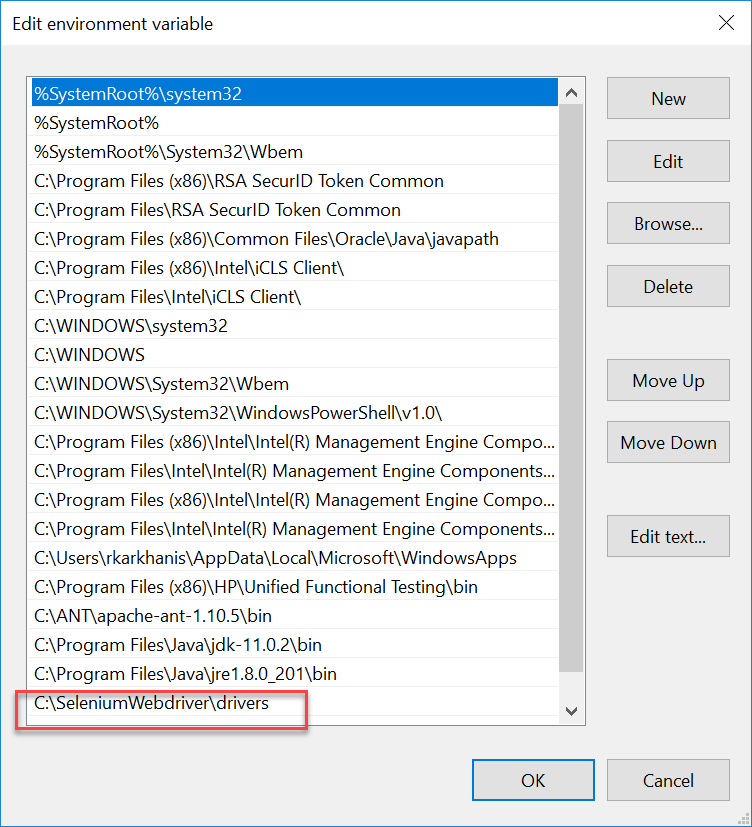 Edit environment variable
%SystemRoot%\system32
%SystemRoot%
%SystemRoot%\System32\Wbem
C:\Program Files (x86)\RSA SecurID Token Common
C:\Program Files\RSA SecurID Token Common
C:\Program Files (x86)\Common Files\Oracle\Java\javapath
C:\Program Files (x86)\Intel\iCLS Client\
C:\Program Files\Intel\iCLS Client\
C:\WINDOWS\system32
C:\WINDOWS
C:\WINDOWS\System32\Wbem
C:\WINDOWS\System32\WindowsPowerShell\v1.0\
C:\Program Files (x86)\Intel\Intel(R) Management Engine Compo...
C:\Program Files\Intel\Intel(R) Management Engine Components...
C:\Program Files (x86)\Intel\Intel(R) Management Engine Compo...
C:\Program Files\Intel\Intel(R) Management Engine Components...
C:\Users\rkarkhanis\AppData\Local\Microsoft\WindowsApps
C:\Program Files (x86)\HP\Unified Functional Testing\bin
C:\ANT\apache-ant-1.10.5\bin
C:\Program Files\Java\jdk-11.0.2\bin
C:\Program Files\Java\jre1.8.0_201\bin
C:\SeleniumWebdriver\drivers
New
Edit
Browse...
Delete
Move Up
Move Down
Edit text...
OK
Cancel